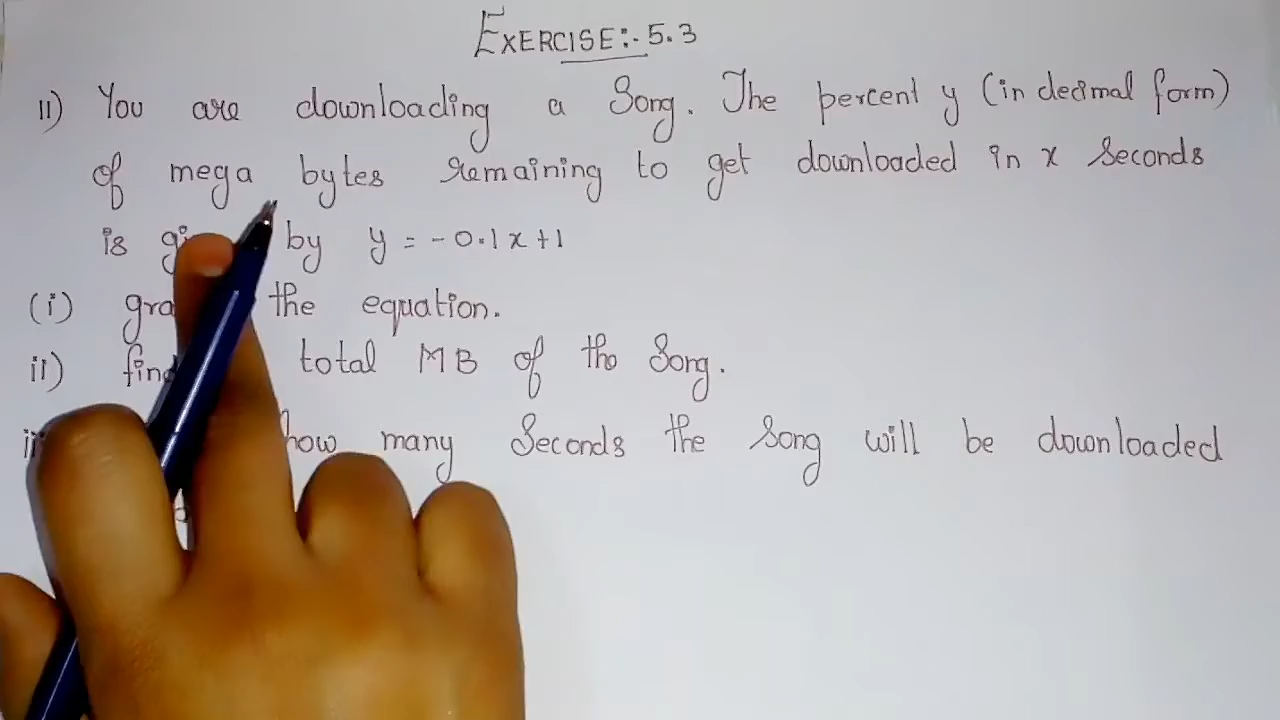 EXERCISE:- 5.3
11) You are downloading a Song. The percent y (in decimal form)
of mega bytes remaining to get downloaded in x seconds
is by y = -0.1x+1
(i) the equation.
ii) total MB of the Song.
how many Seconds the song will be downloaded